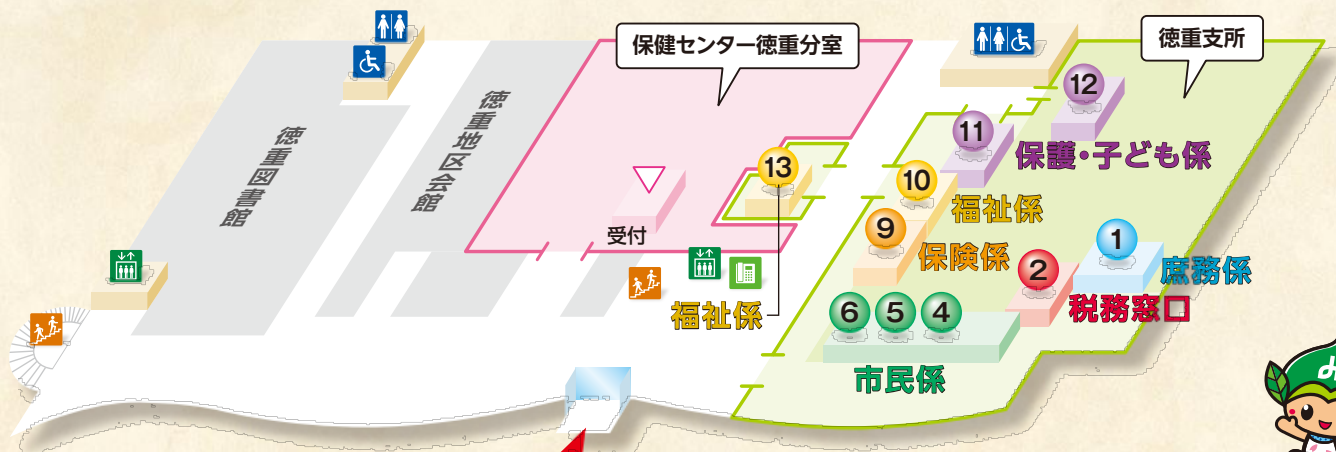 保健センター徳重分室
徳重支所
徳重図書館
徳重地区会館
受付
13
福祉係
12
11
保護・子ども係
10
福祉係
9
保険係
1
庶務係
2
税務窓口
6
5
4
市民係